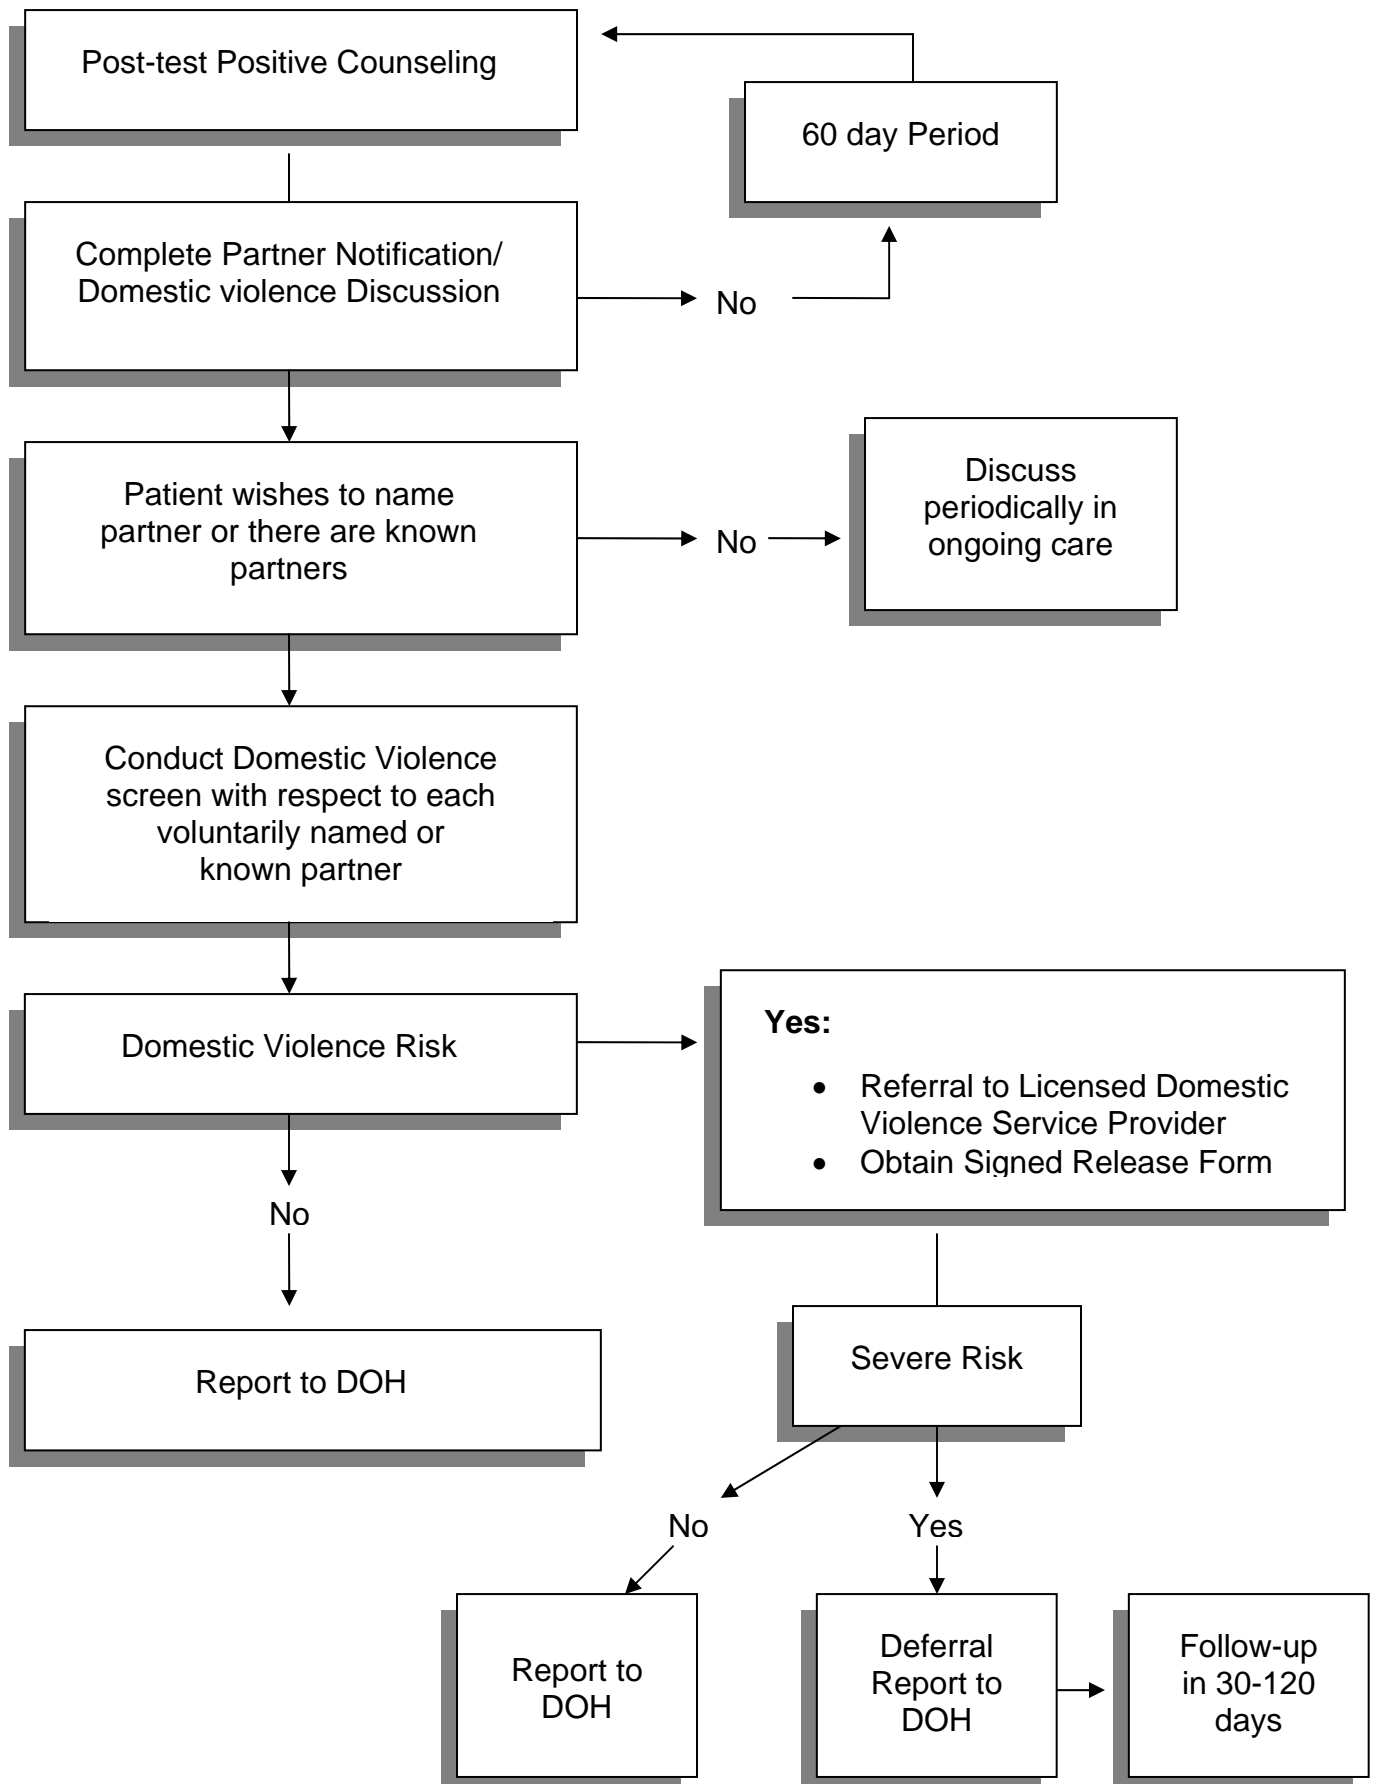 Post-test Positive Counseling
60 day Period
Complete Partner Notification/
Domestic violence Discussion
No
Patient wishes to name
partner or there are known
partners
No
Discuss
periodically in
ongoing care
Conduct Domestic Violence
screen with respect to each
voluntarily named or
known partner
Domestic Violence Risk
Yes:
• Referral to Licensed Domestic
Violence Service Provider
• Obtain Signed Release Form
No
Report to DOH
Severe Risk
No
Yes
Report to
DOH
Deferral
Report to
DOH
Follow-up
in 30-120
days